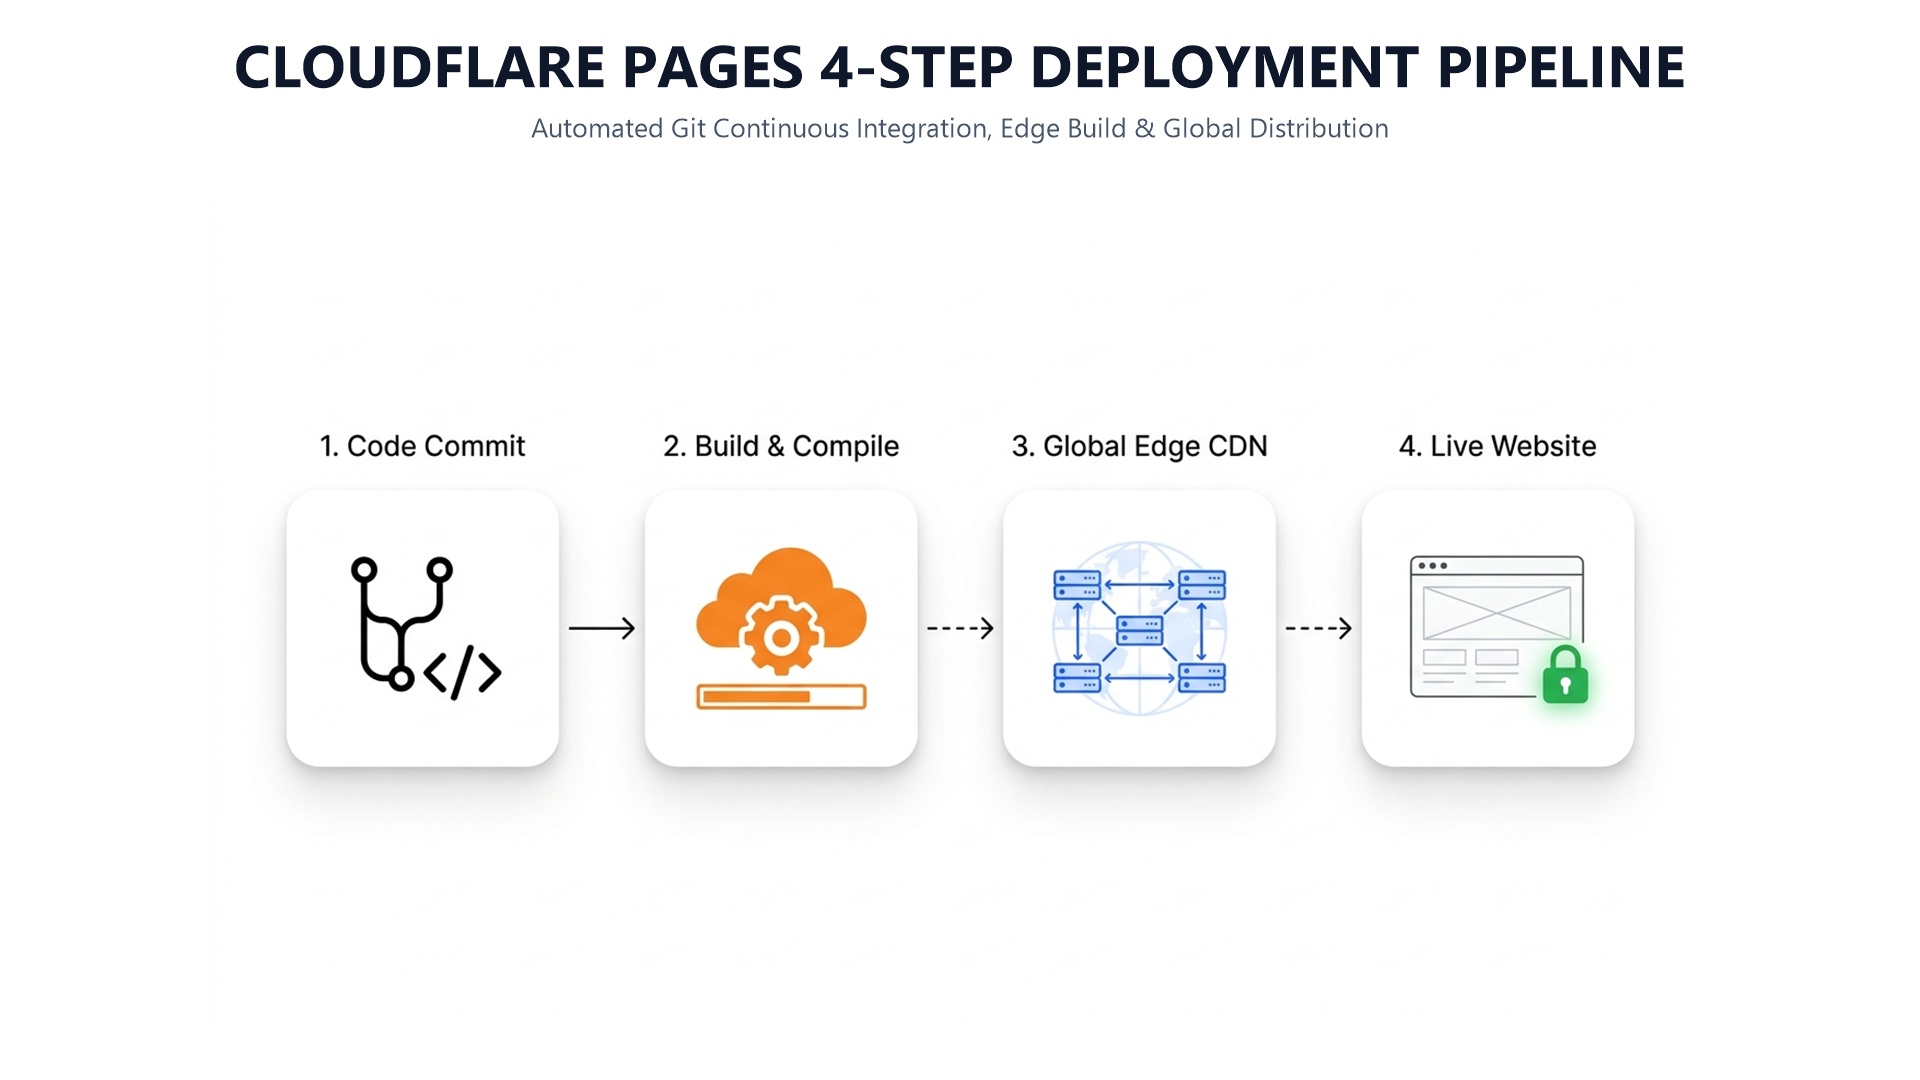 CLOUDFLARE PAGES 4-STEP DEPLOYMENT PIPELINE
Automated Git Continuous Integration, Edge Build & Global Distribution
1. Code Commit
2. Build & Compile
3. Global Edge CDN
4. Live Website
</>